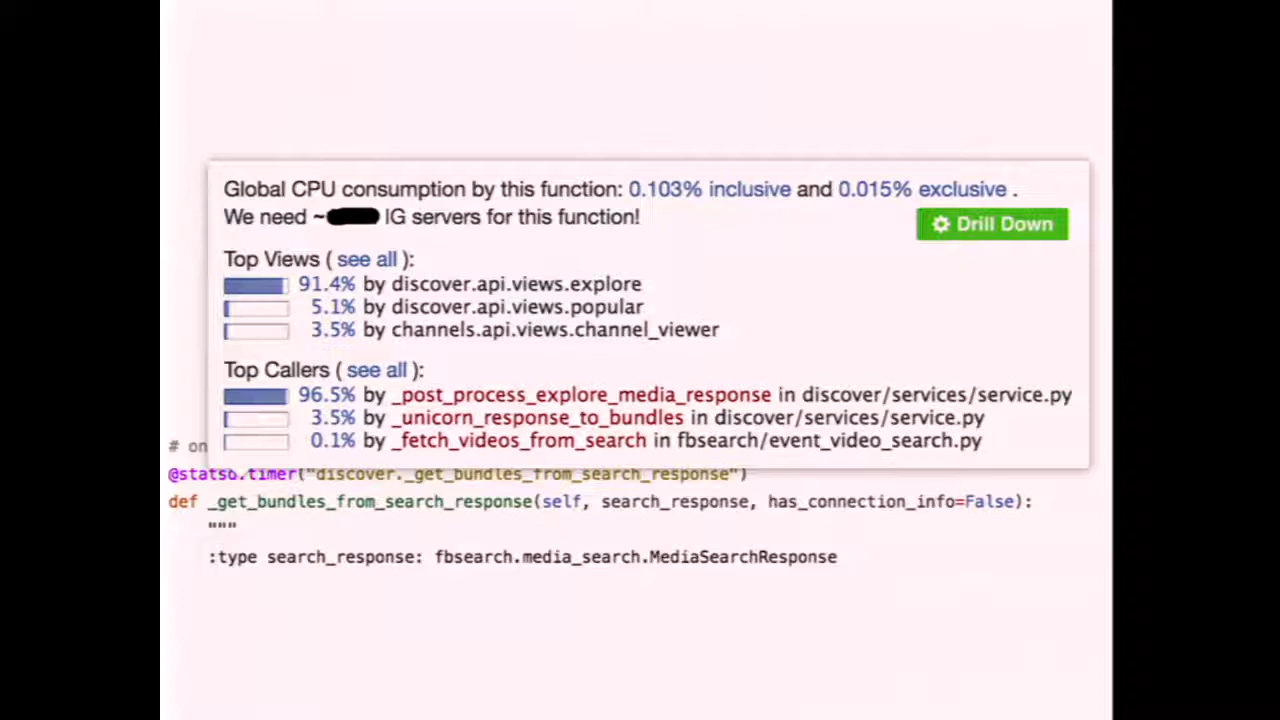 Global CPU consumption by this function: 0.103% inclusive and 0.015% exclusive .
We need ~ IG servers for this function!
Drill Down
Top Views ( see all ):
91.4% by discover.api.views.explore
5.1% by discover.api.views.popular
3.5% by channels.api.views.channel_viewer
Top Callers ( see all ):
96.5% by _post_process_explore_media_response in discover/services/service.py
3.5% by _unicorn_response_to_bundles in discover/services/service.py
0.1% by _fetch_videos_from_search in fbsearch/event_video_search.py
# on
@statsd.timer("discover._get_bundles_from_search_response")
def _get_bundles_from_search_response(self, search_response, has_connection_info=False):
"""
:type search_response: fbsearch.media_search.MediaSearchResponse